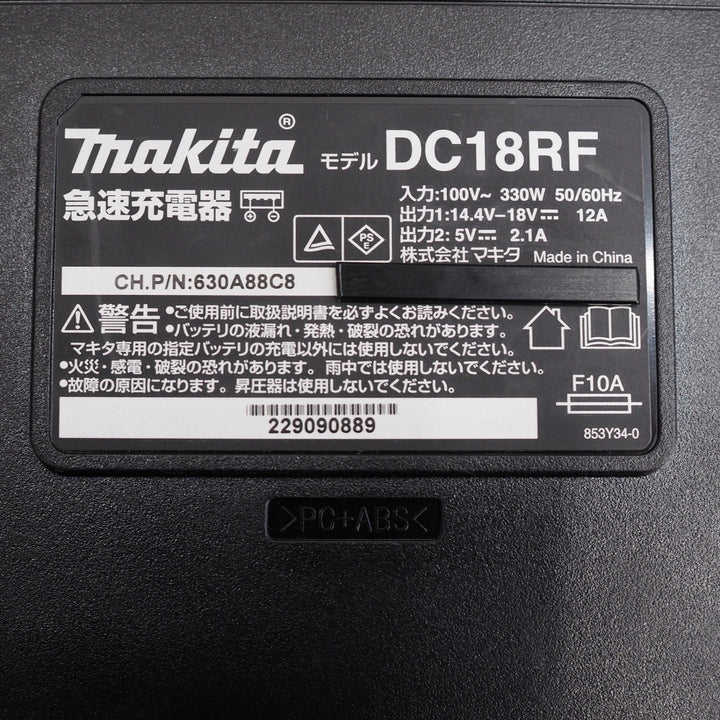 makita® モデル DC18RF
急速充電器
入力:100V~ 330W 50/60Hz
出力1:14.4V-18V⎓ 12A
出力2: 5V⎓ 2.1A
株式会社 マキタ Made in China
PS
E
CH.P/N:630A88C8
⚠警告 •ご使用前に取扱説明書を必ずよくお読みください。
•バッテリの液漏れ・発熱・破裂の恐れがあります。
マキタ専用の指定バッテリの充電以外には使用しないでください。
•火災・感電・破裂の恐れがあります。雨中では使用しないでください。
•故障の原因になります。昇圧器は使用しないでください。
F10A
229090889
853Y34-0
>PC+ABS<